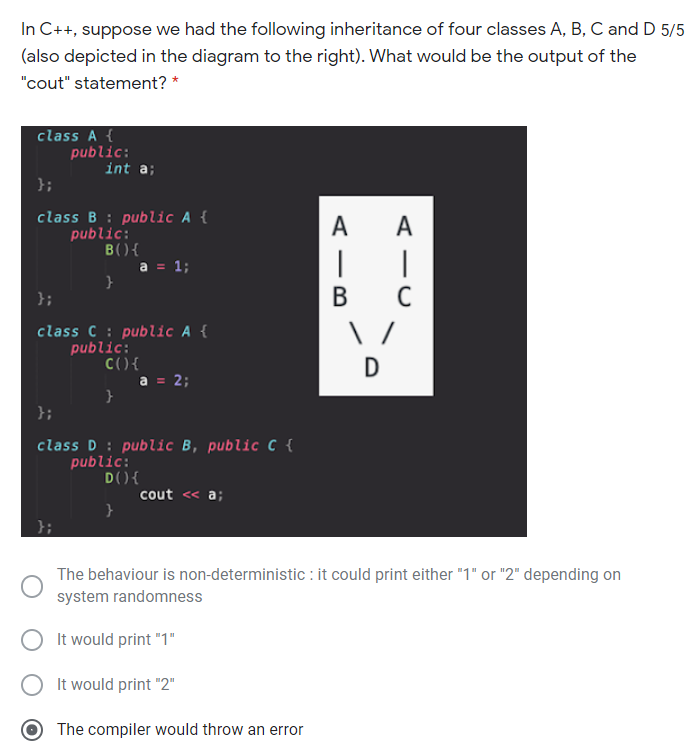 In C++, suppose we had the following inheritance of four classes A, B, C and D 5/5
(also depicted in the diagram to the right). What would be the output of the
"cout" statement? *
class A {
public:
int a;
};
class B : public A {
public:
B(){
a = 1;
}
};
class C : public A {
public:
C(){
a = 2;
}
};
class D : public B, public C {
public:
D(){
cout << a;
}
};
A A
| |
B C
\ /
D
The behaviour is non-deterministic : it could print either "1" or "2" depending on
system randomness
It would print "1"
It would print "2"
The compiler would throw an error